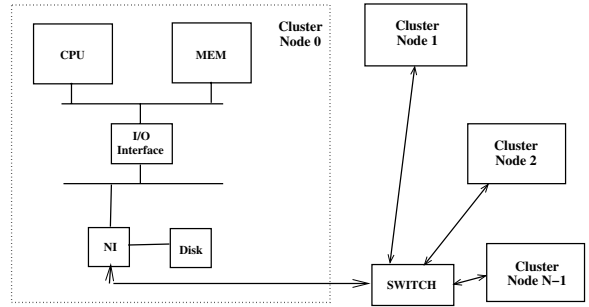 Cluster
Node 0
CPU
MEM
I/O
Interface
NI
Disk
Cluster
Node 1
Cluster
Node 2
Cluster
Node N−1
SWITCH